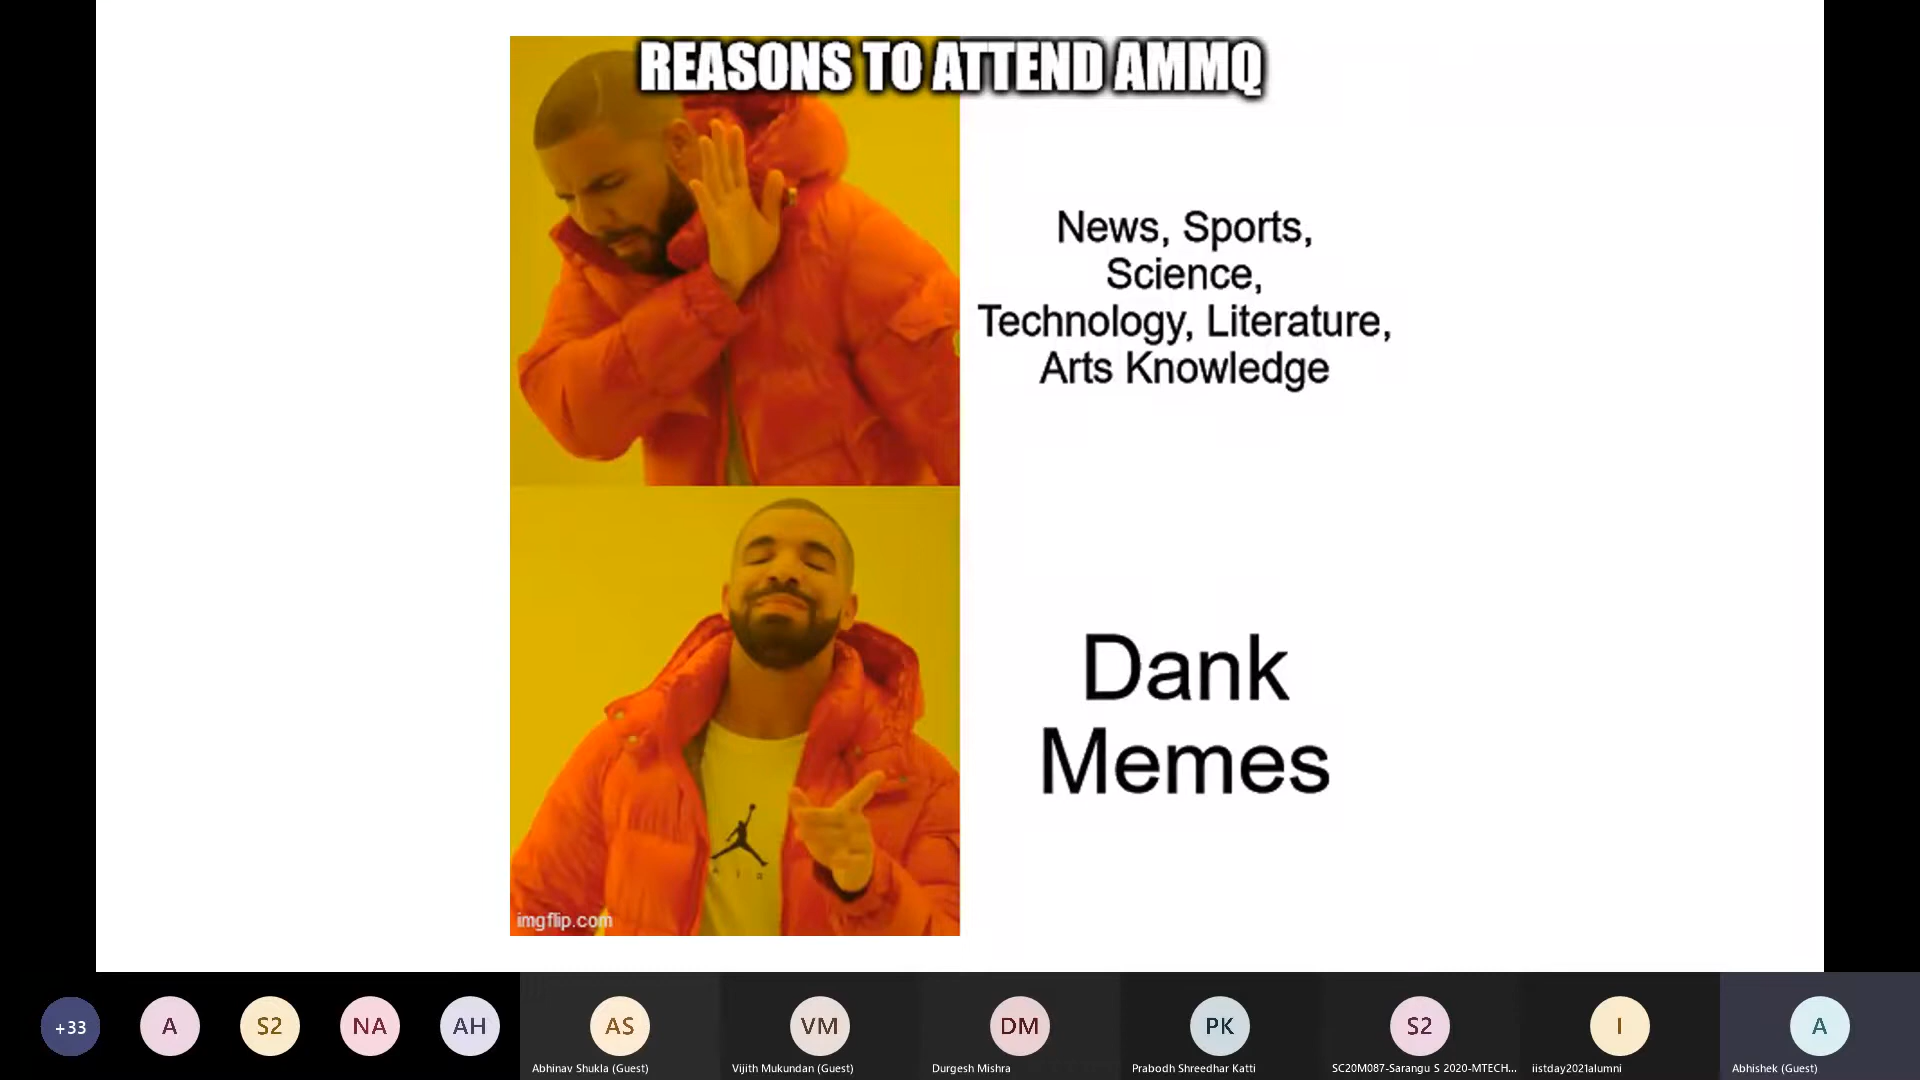 REASONS TO ATTEND AMMQ
News, Sports,
Science,
Technology, Literature,
Arts Knowledge
Dank
Memes
imgflip.com
+33
A
S2
NA
AH
AS
VM
DM
PK
S2
I
A
Abhinav Shukla (Guest)
Vijith Mukundan (Guest)
Durgesh Mishra
Prabodh Shreedhar Katti
SC20M087-Sarangu S 2020-MTECH...
iistday2021alumni
Abhishek (Guest)